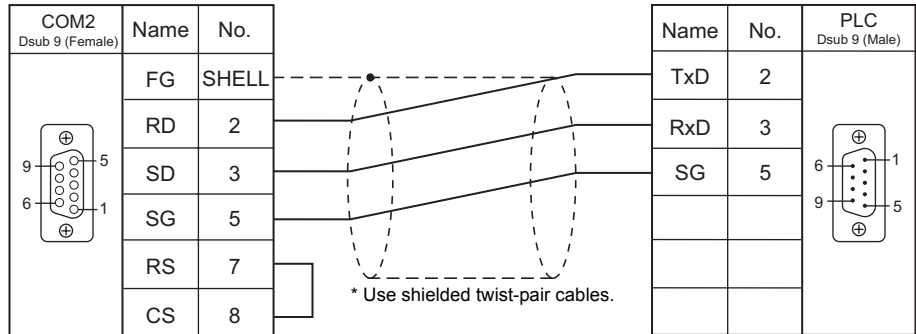 COM2
Dsub 9 (Female)
Name
No.
FG
SHELL
RD
2
SD
3
SG
5
RS
7
CS
8
9
5
6
1
* Use shielded twist-pair cables.
Name
No.
PLC
Dsub 9 (Male)
TxD
2
RxD
3
SG
5
6
1
9
5